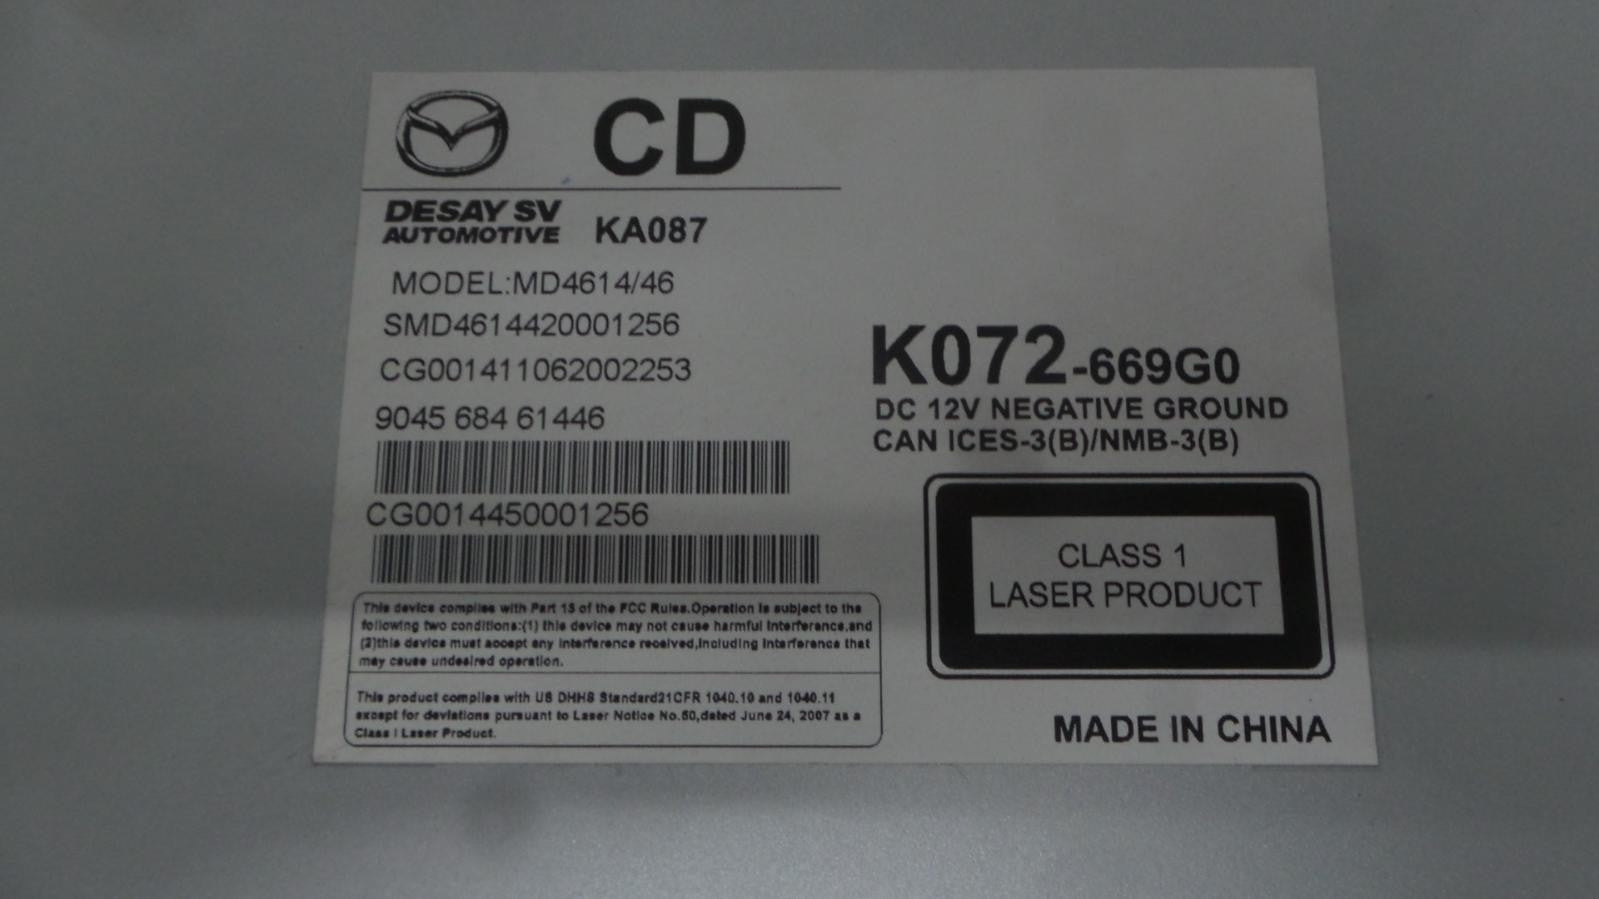 CD
DESAY SV
AUTOMOTIVE KA087
MODEL:MD4614/46
SMD4614420001256
CG001411062002253
9045 684 61446
CG0014450001256
This device complies with Part 15 of the FCC Rules.Operation is subject to the
following two conditions:(1) this device may not cause harmful interference,and
(2)this device must accept any interference received,including interference that
may cause undesired operation.
This product complies with US DHHS Standard21CFR 1040.10 and 1040.11
except for deviations pursuant to Laser Notice No.50,dated June 24, 2007 as a
Class I Laser Product.
K072-669G0
DC 12V NEGATIVE GROUND
CAN ICES-3(B)/NMB-3(B)
CLASS 1
LASER PRODUCT
MADE IN CHINA